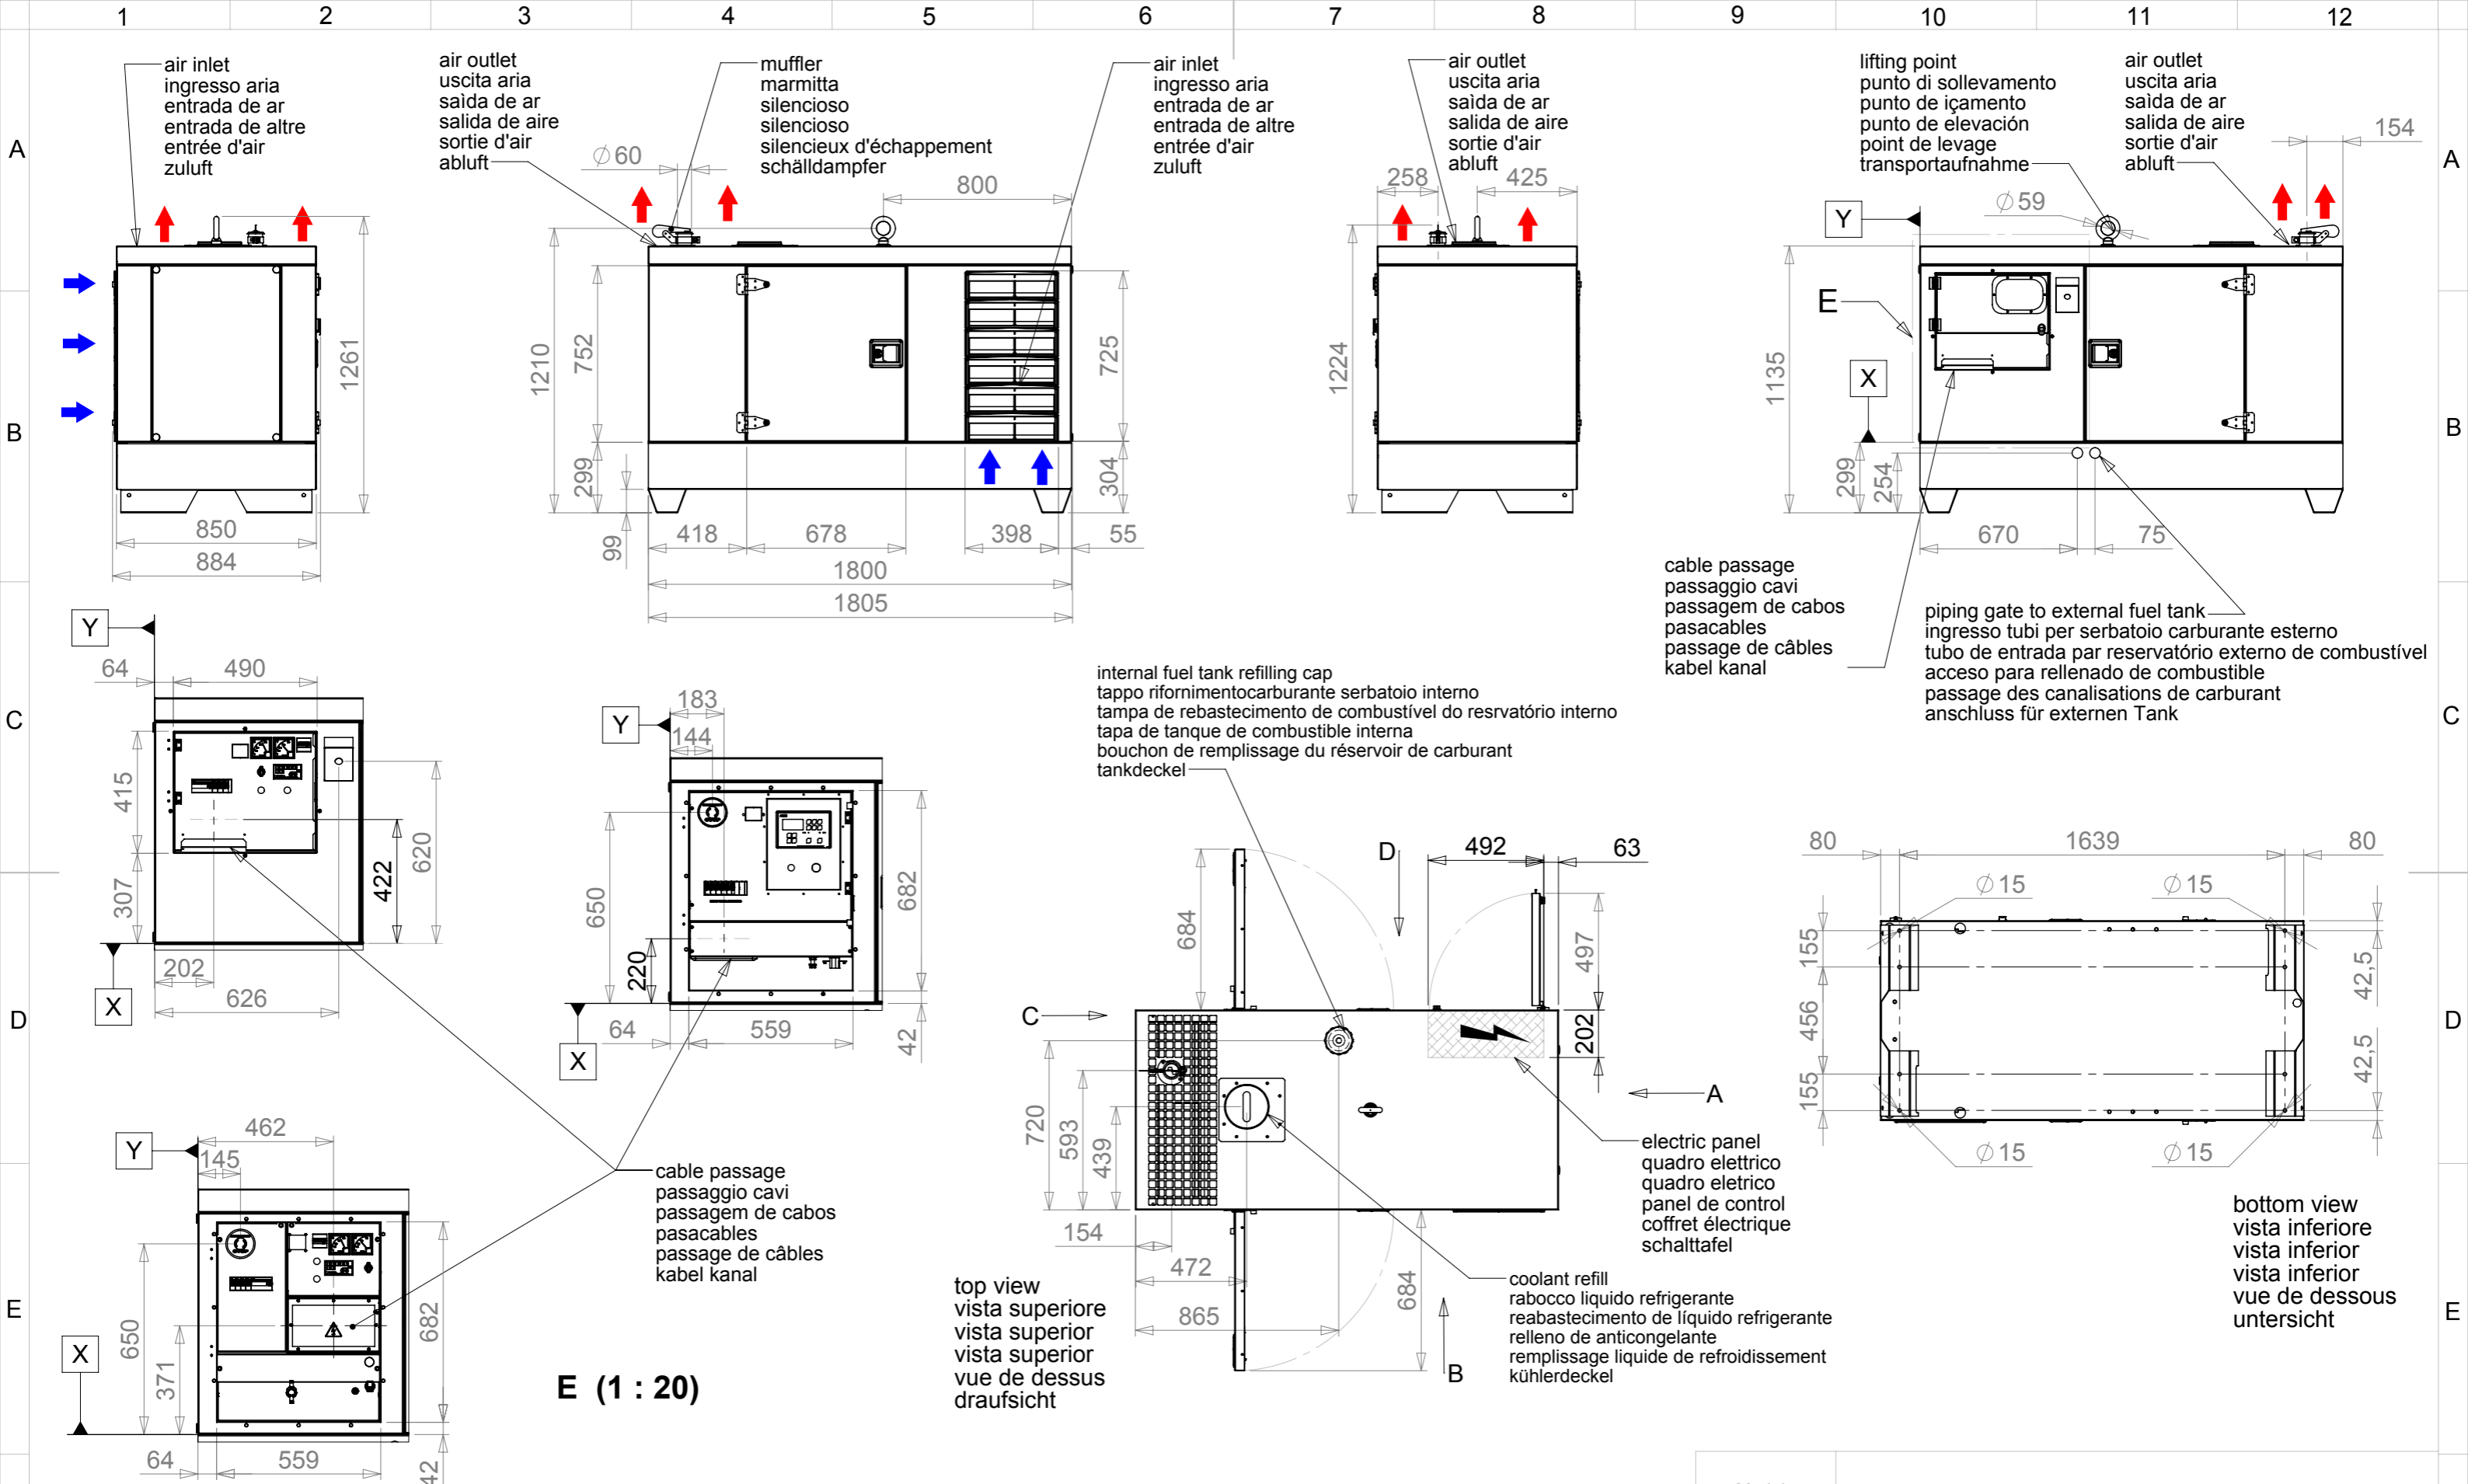 1 2 3 4 5 6 7 8 9 10 11 12
A
B
C
D
E
A
B
C
D
E
air inlet
ingresso aria
entrada de ar
entrada de altre
entrée d'air
zuluft
air outlet
uscita aria
saìda de ar
salida de aire
sortie d'air
abluft
muffler
marmitta
silencioso
silencioso
silencieux d'échappement
schälldampfer
air inlet
ingresso aria
entrada de ar
entrada de altre
entrée d'air
zuluft
air outlet
uscita aria
saìda de ar
salida de aire
sortie d'air
abluft
lifting point
punto di sollevamento
punto de içamento
punto de elevación
point de levage
transportaufnahme
air outlet
uscita aria
saìda de ar
salida de aire
sortie d'air
abluft
1261
850
884
∅ 60
800
1210
752
299
99
725
304
418
678
398
55
1800
1805
258
425
1224
154
∅ 59
Y
E
X
1135
299
254
670
75
cable passage
passaggio cavi
passagem de cabos
pasacables
passage de câbles
kabel kanal
piping gate to external fuel tank
ingresso tubi per serbatoio carburante esterno
tubo de entrada par reservatório externo de combustível
acceso para rellenado de combustible
passage des canalisations de carburant
anschluss für externen Tank
Y
64
490
415
307
422
620
202
626
X
Y
183
144
650
220
682
42
64
559
X
internal fuel tank refilling cap
tappo rifornimentocarburante serbatoio interno
tampa de rebastecimento de combustível do resrvatório interno
tapa de tanque de combustible interna
bouchon de remplissage du réservoir de carburant
tankdeckel
D
492
63
684
497
202
C
A
720
593
439
154
472
865
684
B
electric panel
quadro elettrico
quadro eletrico
panel de control
coffret électrique
schalttafel
coolant refill
rabocco liquido refrigerante
reabastecimento de líquido refrigerante
relleno de anticongelante
remplissage liquide de refroidissement
kühlerdeckel
top view
vista superiore
vista superior
vista superior
vue de dessus
draufsicht
80
1639
80
∅ 15
∅ 15
155
456
155
42,5
42,5
∅ 15
∅ 15
bottom view
vista inferiore
vista inferior
vista inferior
vue de dessous
untersicht
Y
462
145
650
371
682
X
64
559
42
cable passage
passaggio cavi
passagem de cabos
pasacables
passage de câbles
kabel kanal
E (1 : 20)